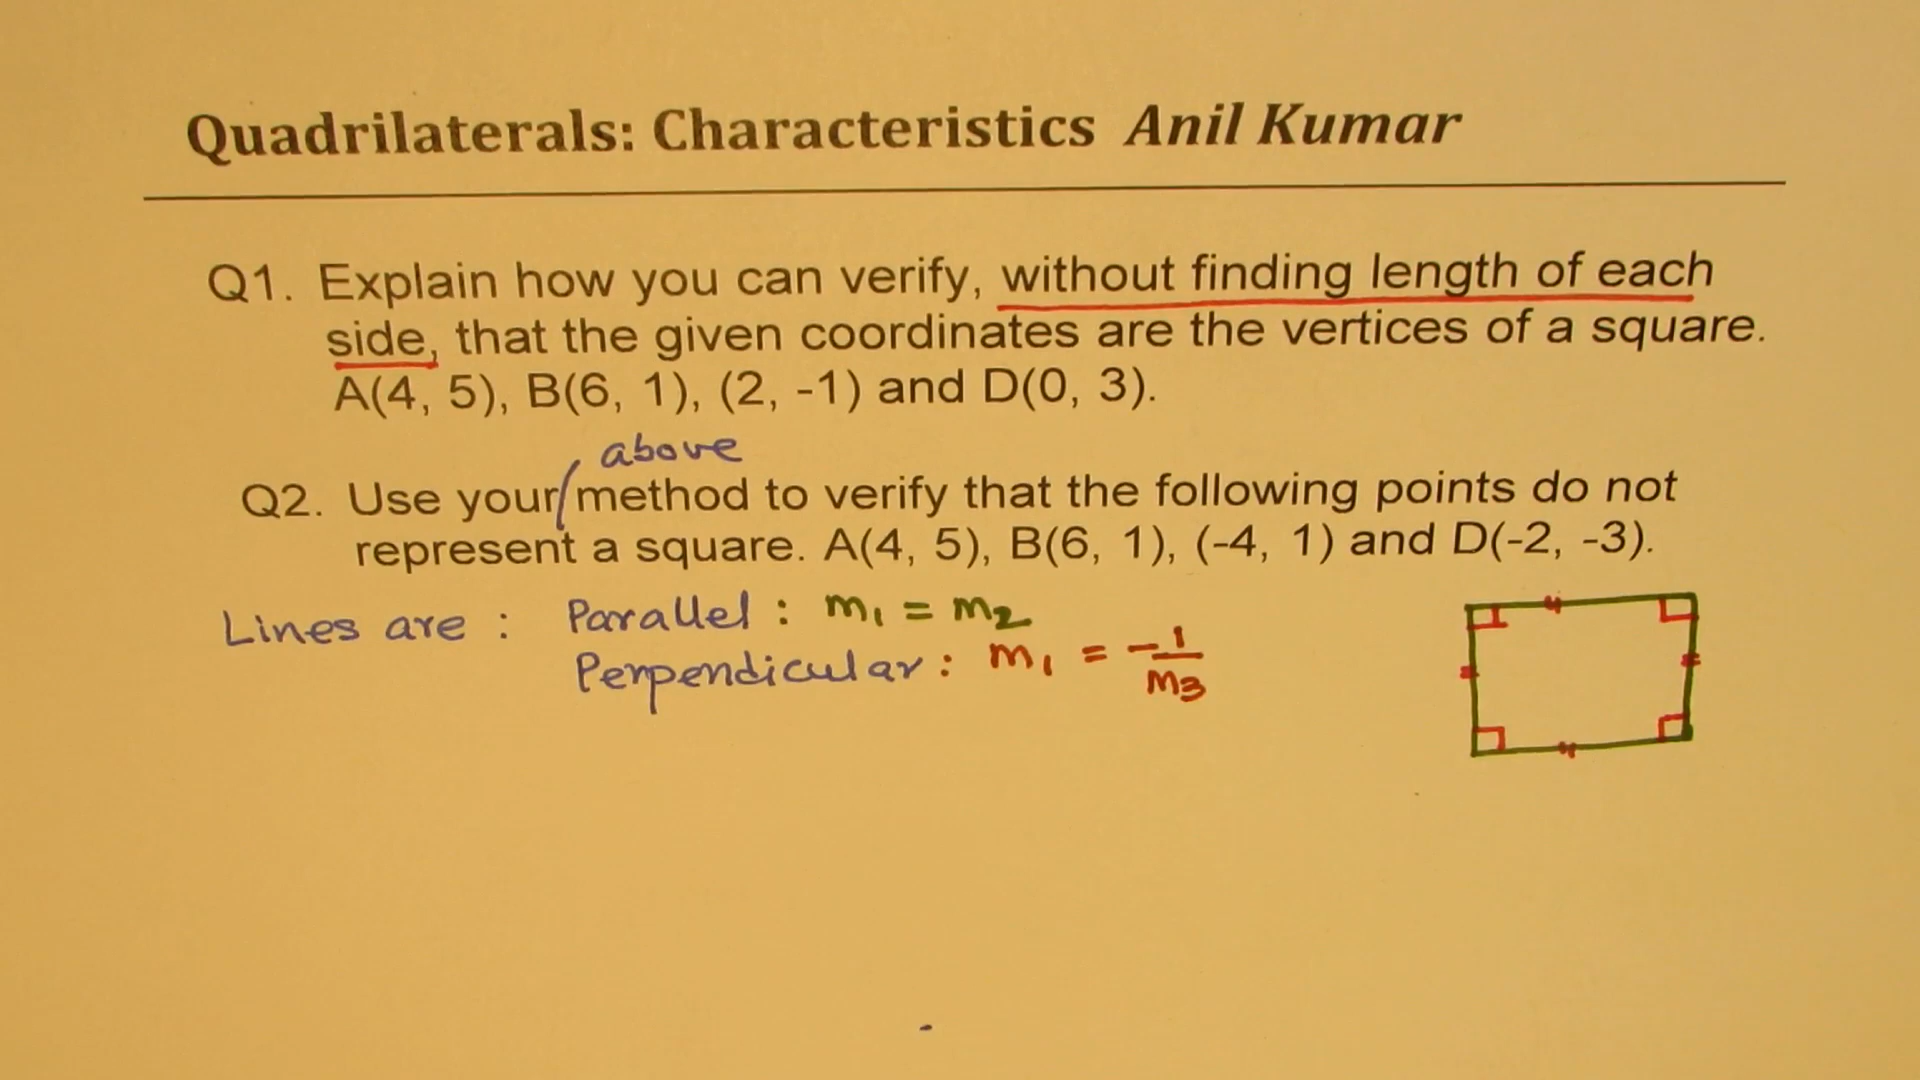 Quadrilaterals: Characteristics Anil Kumar
Q1. Explain how you can verify, without finding length of each
side, that the given coordinates are the vertices of a square.
A(4, 5), B(6, 1), (2, -1) and D(0, 3).
above
Q2. Use your method to verify that the following points do not
represent a square. A(4, 5), B(6, 1), (-4, 1) and D(-2, -3).
Lines are : Parallel : m₁ = m₂
Perpendicular : m₁ = -1/m₃